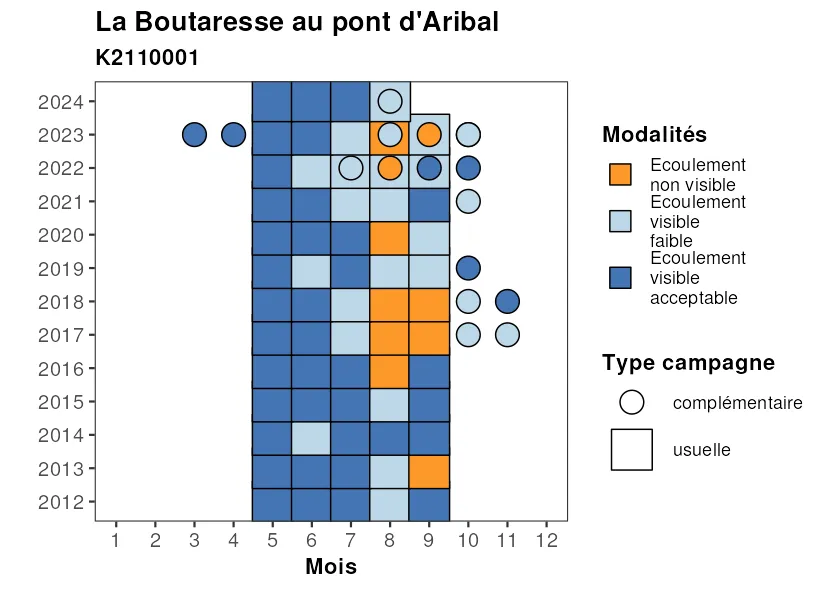 La Boutaresse au pont d'Aribal
K2110001
2024
2023
2022
2021
2020
2019
2018
2017
2016
2015
2014
2013
2012
1 2 3 4 5 6 7 8 9 10 11 12
Mois
Modalités
Ecoulement
non visible
Ecoulement
visible
faible
Ecoulement
visible
acceptable
Type campagne
complémentaire
usuelle